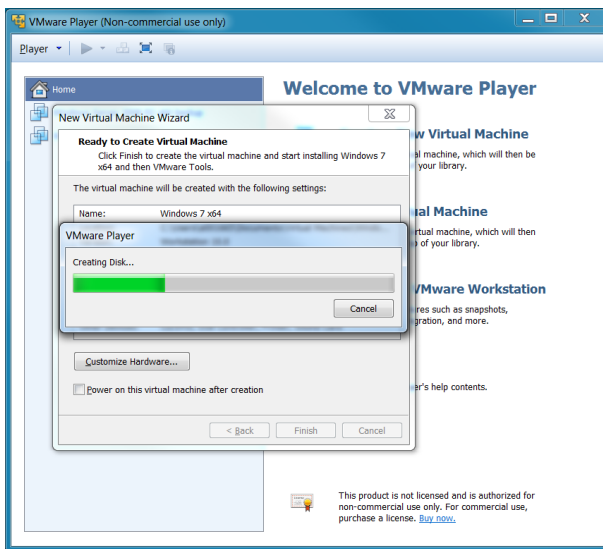 VMware Player (Non-commercial use only)
Player
Home
Welcome to VMware Player
New Virtual Machine Wizard
w Virtual Machine
Ready to Create Virtual Machine
Click Finish to create the virtual machine and start installing Windows 7
x64 and then VMware Tools.
al machine, which will then be
your library.
The virtual machine will be created with the following settings:
Name: Windows 7 x64
ual Machine
rtual machine, which will then
of your library.
VMware Player
Creating Disk...
Cancel
VMware Workstation
res such as snapshots,
gration, and more.
Customize Hardware...
Power on this virtual machine after creation
er's help contents.
< Back Finish Cancel
This product is not licensed and is authorized for
non-commercial use only. For commercial use,
purchase a license. Buy now.